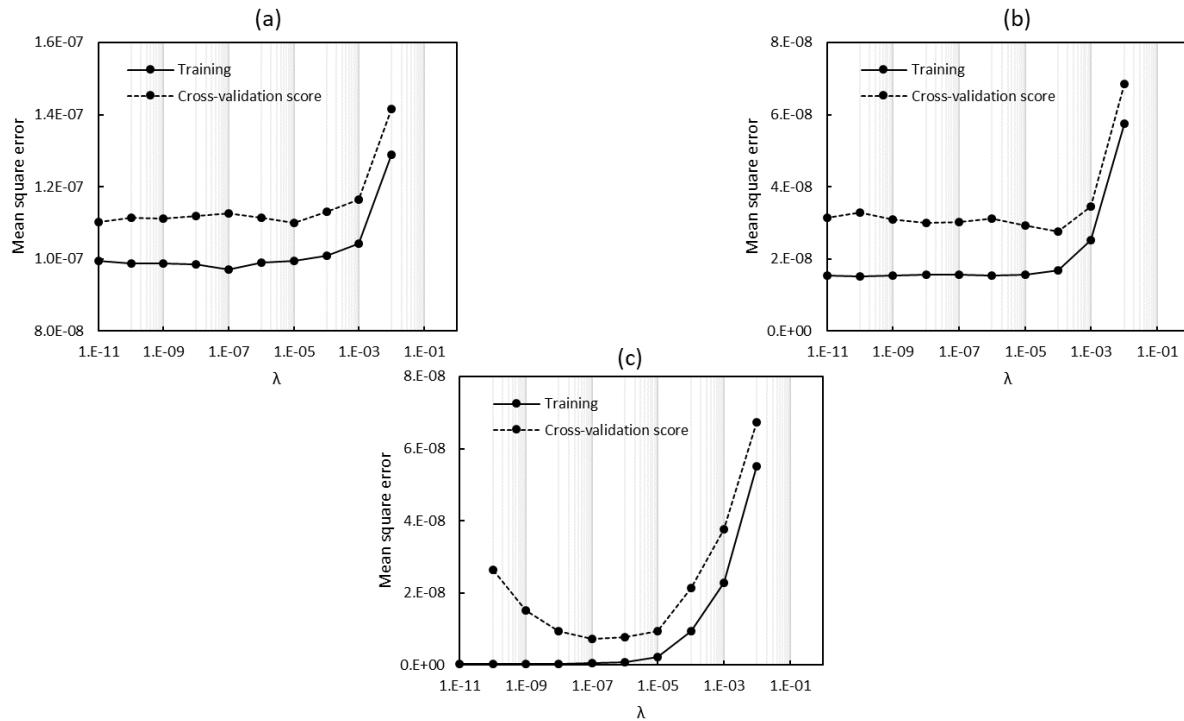 (a)
1.6E-07
1.4E-07
1.2E-07
1.0E-07
8.0E-08
Mean square error
Training
Cross-validation score
1.E-11 1.E-09 1.E-07 1.E-05 1.E-03 1.E-01
λ
(b)
8.E-08
6.E-08
4.E-08
2.E-08
0.E+00
Mean square error
Training
Cross-validation score
1.E-11 1.E-09 1.E-07 1.E-05 1.E-03 1.E-01
λ
(c)
8.E-08
6.E-08
4.E-08
2.E-08
0.E+00
Mean square error
Training
Cross-validation score
1.E-11 1.E-09 1.E-07 1.E-05 1.E-03 1.E-01
λ